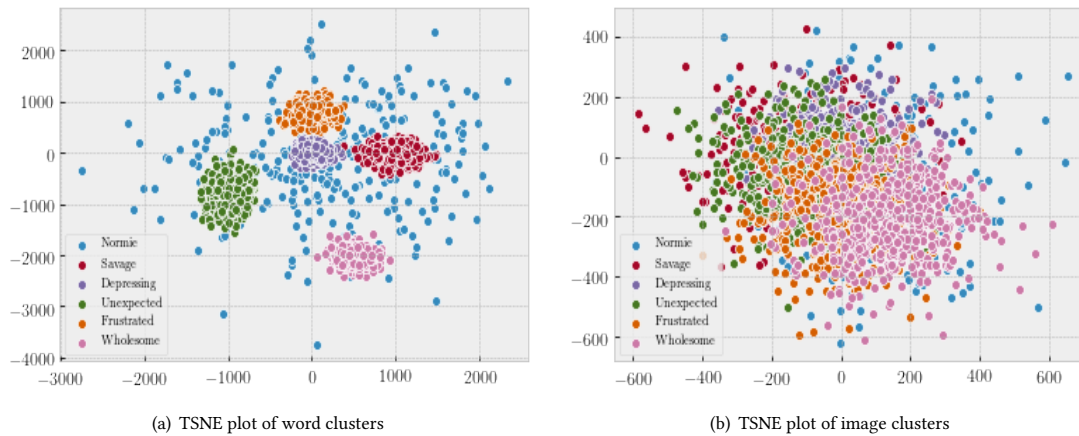 2000
1000
0
−1000
−2000
−3000
−4000
−3000
−2000
−1000
0
1000
2000
Normie
Savage
Depressing
Unexpected
Frustrated
Wholesome
(a) TSNE plot of word clusters
400
200
0
−200
−400
−600
−600
−400
−200
0
200
400
600
Normie
Savage
Depressing
Unexpected
Frustrated
Wholesome
(b) TSNE plot of image clusters